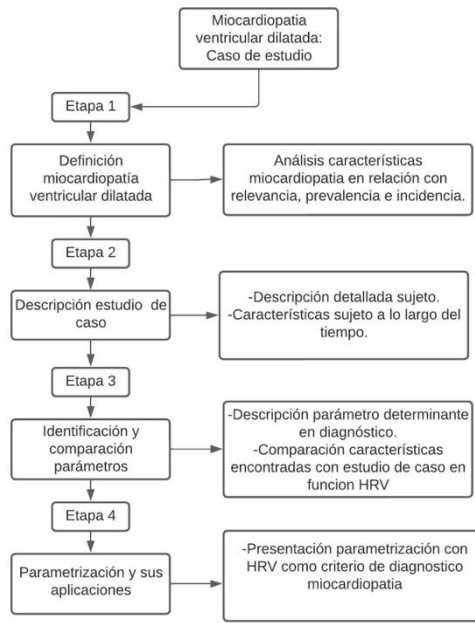 Miocardiopatia
ventricular dilatada:
Caso de estudio
Etapa 1
Definición
miocardiopatía
ventricular dilatada
Análisis características
miocardiopatia en relación con
relevancia, prevalencia e incidencia.
Etapa 2
Descripción estudio de
caso
-Descripción detallada sujeto.
-Características sujeto a lo largo del
tiempo.
Etapa 3
Identificación y
comparación
parámetros
-Descripción parámetro determinante
en diagnóstico.
-Comparación características
encontradas con estudio de caso en
funcion HRV
Etapa 4
Parametrización y sus
aplicaciones
-Presentación parametrización con
HRV como criterio de diagnostico
miocardiopatia